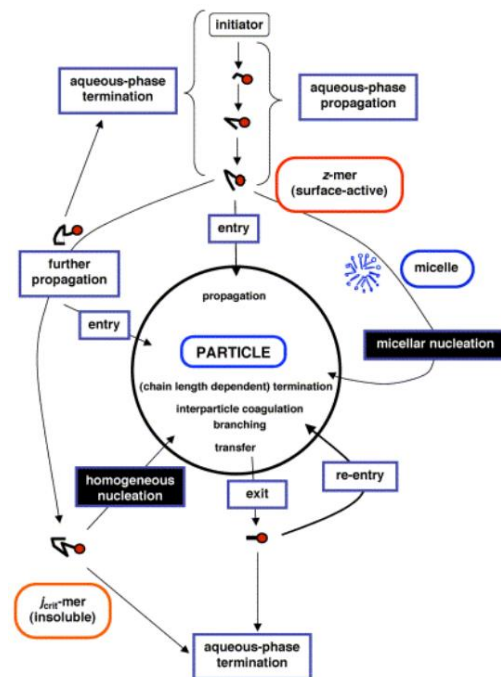 initiator
aqueous-phase
termination
aqueous-phase
propagation
z-mer
(surface-active)
entry
further
propagation
micelle
propagation
entry
PARTICLE
micellar nucleation
(chain length dependent) termination
interparticle coagulation
branching
transfer
homogeneous
nucleation
exit
re-entry
jcrit-mer
(insoluble)
aqueous-phase
termination